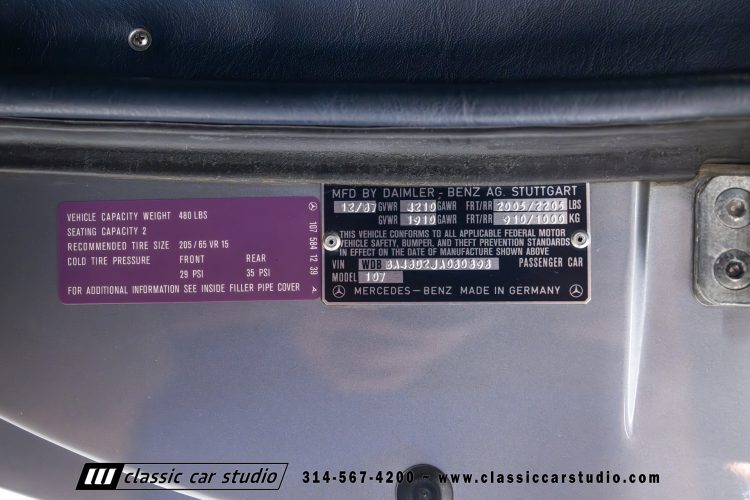 VEHICLE CAPACITY WEIGHT 480 LBS
SEATING CAPACITY 2
RECOMMENDED TIRE SIZE 205/65 VR 15
COLD TIRE PRESSURE FRONT REAR
29 PSI 35 PSI
FOR ADDITIONAL INFORMATION SEE INSIDE FILLER PIPE COVER
107 584 12 39
MFD BY DAIMLER - BENZ AG. STUTTGART
12/87 GVWR 3210 GAWR FRT/RR 2005/2205 LBS
GVWR 1910 GAWR FRT/RR 910/1000 KG
THIS VEHICLE CONFORMS TO ALL APPLICABLE FEDERAL MOTOR
VEHICLE SAFETY, BUMPER, AND THEFT PREVENTION STANDARDS
IN EFFECT ON THE DATE OF MANUFACTURE SHOWN ABOVE
VIN WDB PASSENGER CAR
MODEL 107
MERCEDES-BENZ MADE IN GERMANY
classic car studio 314-567-4200 - www.classiccarstudio.com